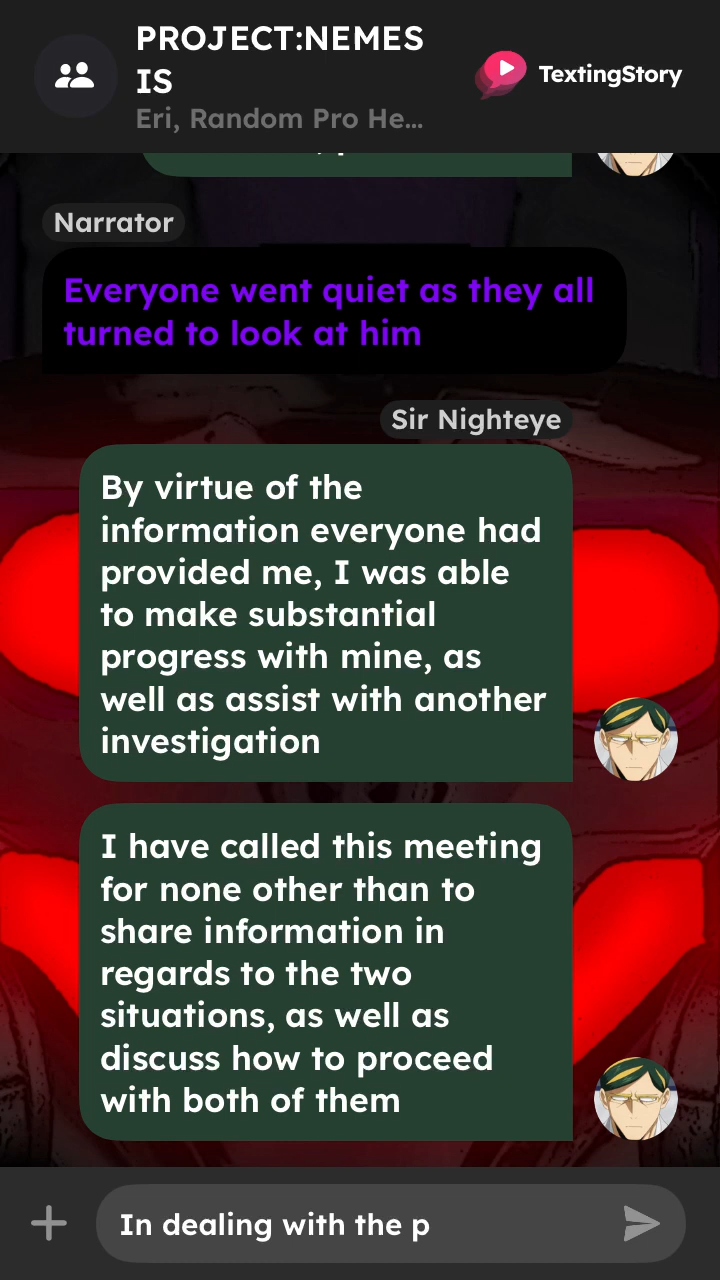 PROJECT:NEMES
IS
Eri, Random Pro He...
TextingStory
Narrator
Everyone went quiet as they all
turned to look at him
Sir Nighteye
By virtue of the
information everyone had
provided me, I was able
to make substantial
progress with mine, as
well as assist with another
investigation
I have called this meeting
for none other than to
share information in
regards to the two
situations, as well as
discuss how to proceed
with both of them
In dealing with the p